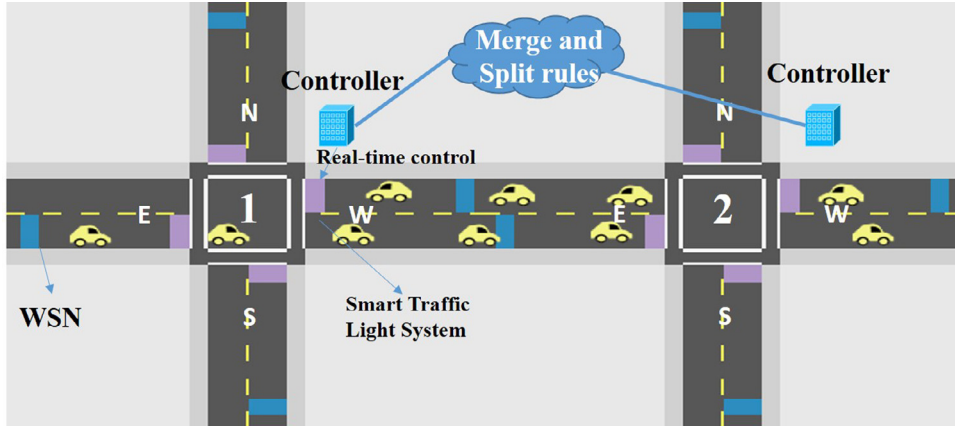 Merge and
Split rules
Controller
Controller
N
N
Real-time control
E
1
W
E
2
W
WSN
Smart Traffic
Light System
S
S